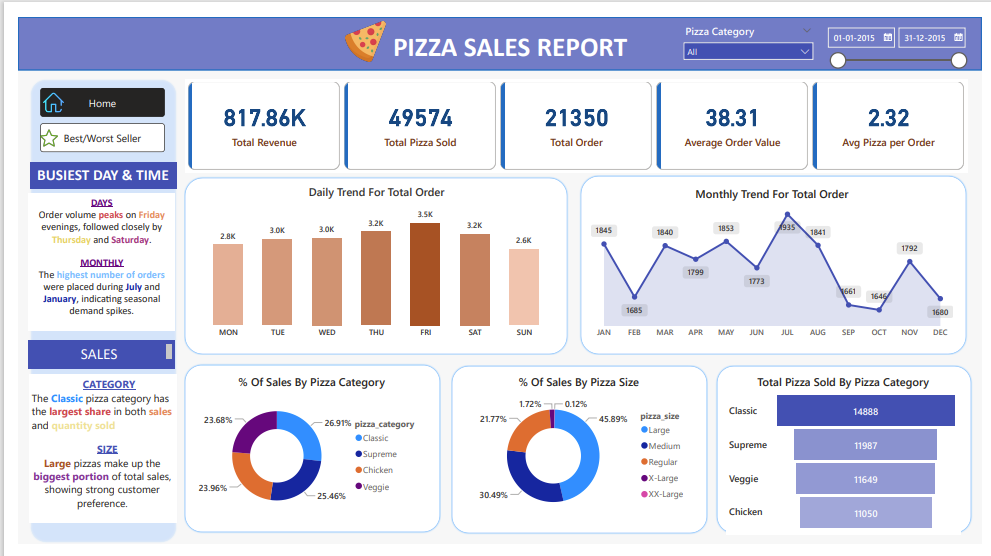 PIZZA SALES REPORT
Pizza Category
All
01-01-2015
31-12-2015
Home
Best/Worst Seller
BUSIEST DAY & TIME
DAYS
Order volume peaks on Friday
evenings, followed closely by
Thursday and Saturday.
MONTHLY
The highest number of orders
were placed during July and
January, indicating seasonal
demand spikes.
SALES
CATEGORY
The Classic pizza category has
the largest share in both sales
and quantity sold
SIZE
Large pizzas make up the
biggest portion of total sales,
showing strong customer
preference.
817.86K
Total Revenue
49574
Total Pizza Sold
21350
Total Order
38.31
Average Order Value
2.32
Avg Pizza per Order
Daily Trend For Total Order
2.8K
3.0K
3.0K
3.2K
3.5K
3.2K
2.6K
MON
TUE
WED
THU
FRI
SAT
SUN
Monthly Trend For Total Order
1845
1685
1840
1799
1853
1773
1935
1841
1661
1646
1792
1680
JAN
FEB
MAR
APR
MAY
JUN
JUL
AUG
SEP
OCT
NOV
DEC
% Of Sales By Pizza Category
23.68%
26.91%
23.96%
25.46%
pizza_category
Classic
Supreme
Chicken
Veggie
% Of Sales By Pizza Size
1.72%
0.12%
21.77%
45.89%
30.49%
pizza_size
Large
Medium
Regular
X-Large
XX-Large
Total Pizza Sold By Pizza Category
Classic
14888
Supreme
11987
Veggie
11649
Chicken
11050